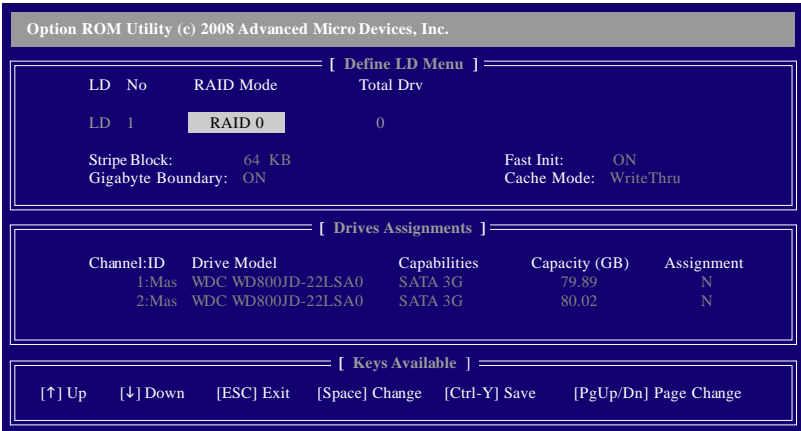 Option ROM Utility (c) 2008 Advanced Micro Devices, Inc.
[ Define LD Menu ]
LD No RAID Mode Total Drv
LD 1 RAID 0 0
Stripe Block: 64 KB Fast Init: ON
Gigabyte Boundary: ON Cache Mode: WriteThru
[ Drives Assignments ]
Channel:ID Drive Model Capabilities Capacity (GB) Assignment
1:Mas WDC WD800JD-22LSA0 SATA 3G 79.89 N
2:Mas WDC WD800JD-22LSA0 SATA 3G 80.02 N
[ Keys Available ]
[↑] Up [↓] Down [ESC] Exit [Space] Change [Ctrl-Y] Save [PgUp/Dn] Page Change